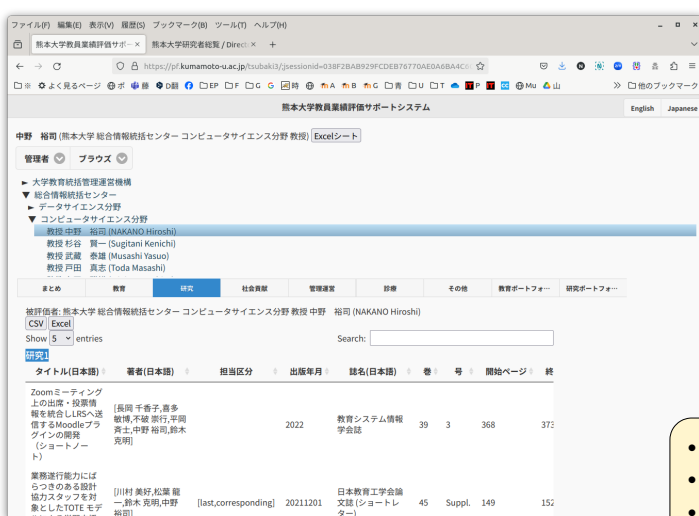 ファイル(F) 編集(E) 表示(V) 履歴(S) ブックマーク(B) ツール(T) ヘルプ(H)
熊本大学教員業績評価サポー× 熊本大学研究者総覧 / Direct× +
https://pf.kumamoto-u.ac.jp/tsubaki3/;jsessionid=038F2BAB929FCDEB76770AE0A6BA4C
※ よく見るページ ポ 藤 D翻 EP F G G 時 A B G 青 U T P Mu 山 » 他のブックマーク
熊本大学教員業績評価サポートシステム English Japanese
中野 裕司 (熊本大学 総合情報統括センター コンピュータサイエンス分野 教授) Excelシート
管理者 ブラウズ
► 大学教育統括管理運営機構
▼ 総合情報統括センター
► データサイエンス分野
▼ コンピュータサイエンス分野
教授 中野 裕司 (NAKANO Hiroshi)
教授 杉谷 賢一 (Sugitani Kenichi)
教授 武藏 泰雄 (Musashi Yasuo)
教授 戸田 真志 (Toda Masashi)
まとめ 教育 研究 社会貢献 管理運営 診療 その他 教育ポートフォ… 研究ポートフォ…
被評価者: 熊本大学 総合情報統括センター コンピュータサイエンス分野 教授 中野 裕司 (NAKANO Hiroshi)
CSV Excel
Show 5 entries Search:
研究1
タイトル(日本語) 著者(日本語) 担当区分 出版年月 誌名(日本語) 巻 号 開始ページ 終
Zoomミーティング
上の出席・投票情
報を統合しLRSへ送
信するMoodleプラ
グインの開発
（ショートノー
ト）
[長岡 千香子,喜多
敏博,不破 崇行,平岡
斉士,中野 裕司,鈴木
克明]
2022
教育システム情報
学会誌
39 3 368 373
業務遂行能力にば
らつきのある設計
協力スタッフを対
象としたTOTE モデ
[川村 美好,松葉 龍
一,鈴木 克明,中野
裕司]
[last,corresponding] 20211201
日本教育工学会論
文誌 (ショートレ
ター)
45 Suppl. 149 152